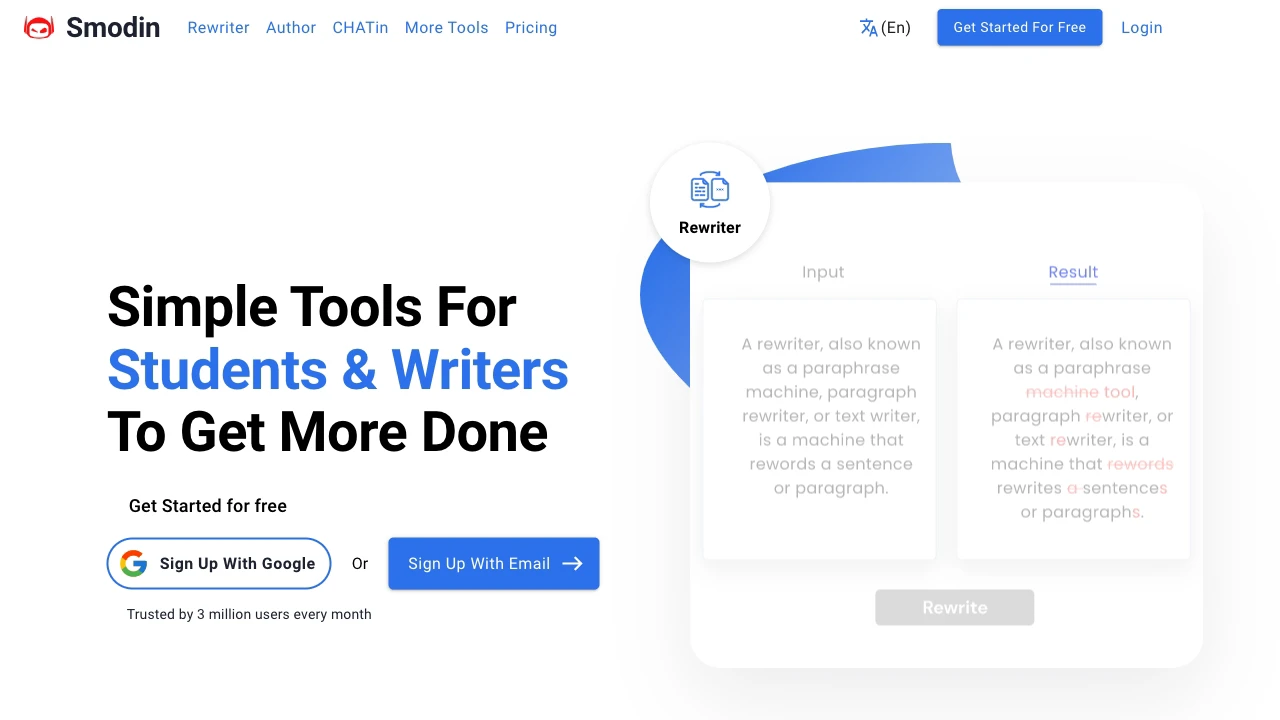 Smodin
Rewriter
Author
CHATin
More Tools
Pricing
(En)
Get Started For Free
Login
Simple Tools For
Students & Writers
To Get More Done
Get Started for free
Sign Up With Google
Or
Sign Up With Email
Trusted by 3 million users every month
Rewriter
Input
A rewriter, also known
as a paraphrase
machine, paragraph
rewriter, or text writer,
is a machine that
rewords a sentence
or paragraph.
Result
A rewriter, also known
as a paraphrase
machine tool,
paragraph rewriter, or
text rewriter, is a
machine that rewords
rewrites a sentences
or paragraphs.
Rewrite